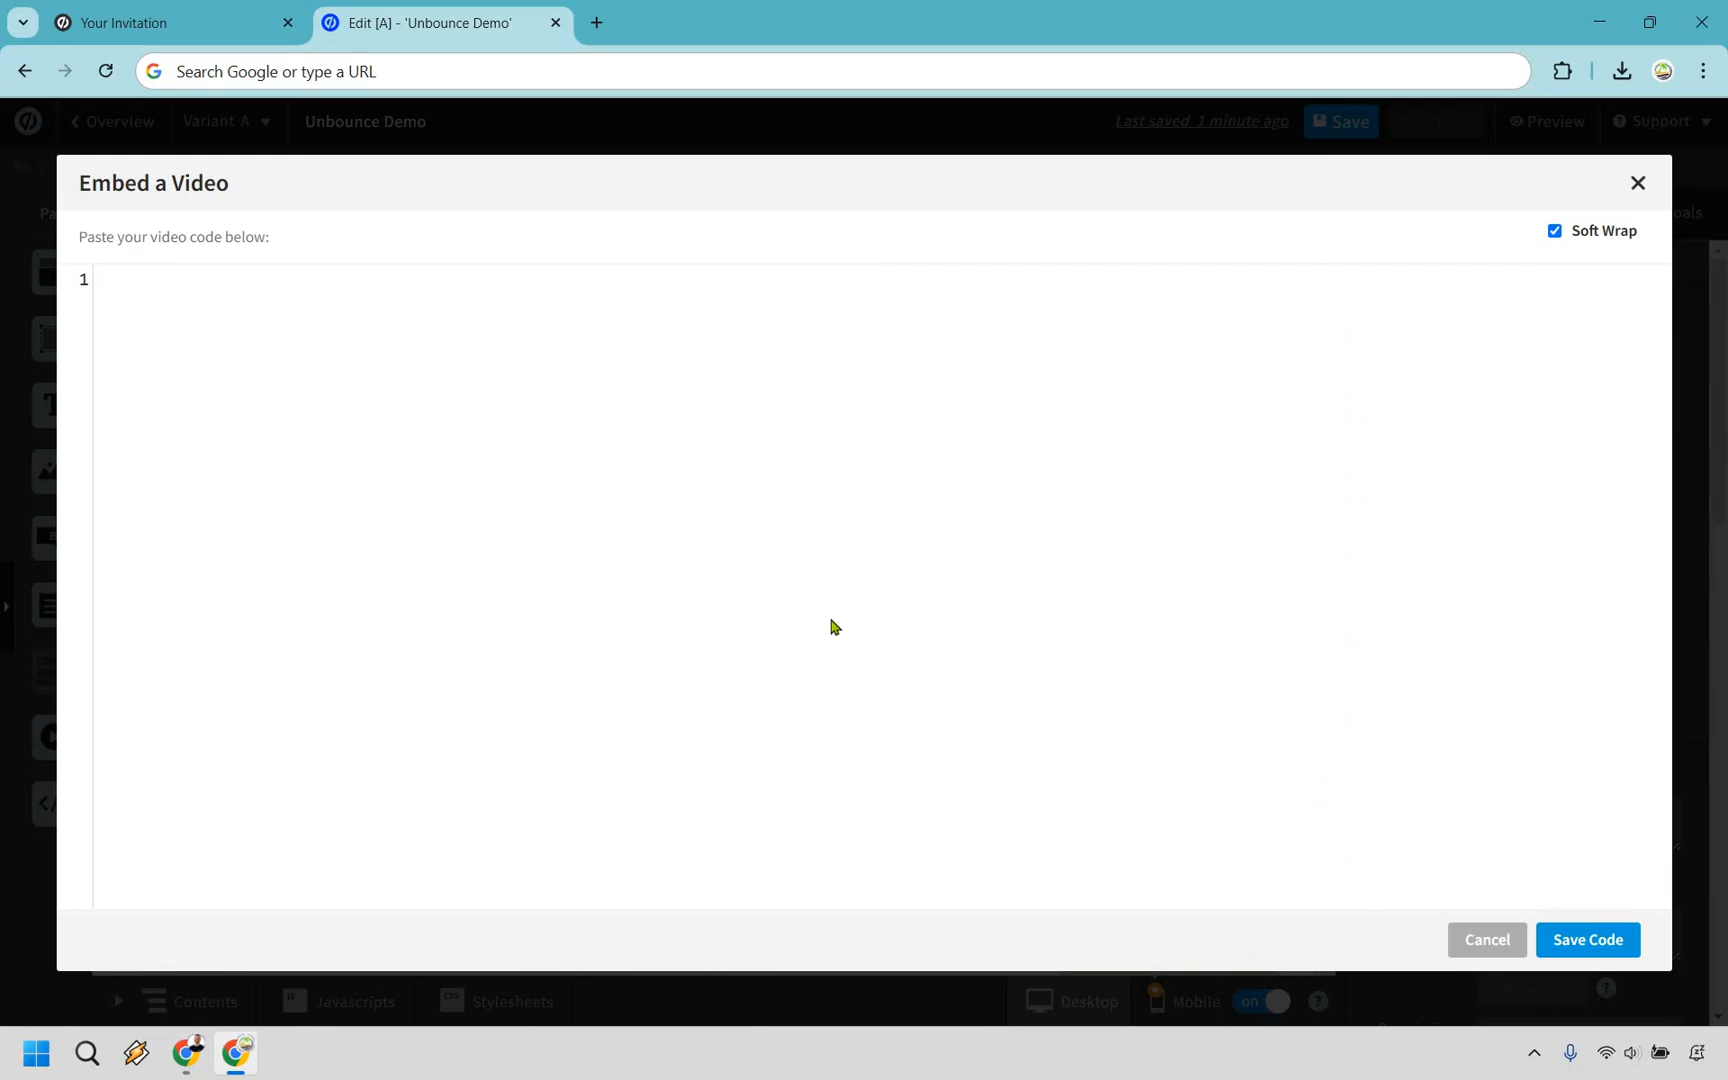 Your Invitation
Edit [A] - 'Unbounce Demo'
Search Google or type a URL
Overview
Variant A
Unbounce Demo
Last saved 1 minute ago
Save
Preview
Support
Embed a Video
Paste your video code below:
Soft Wrap
1
Cancel
Save Code
Contents
JS
Javascripts
CSS
Stylesheets
Desktop
Mobile
on